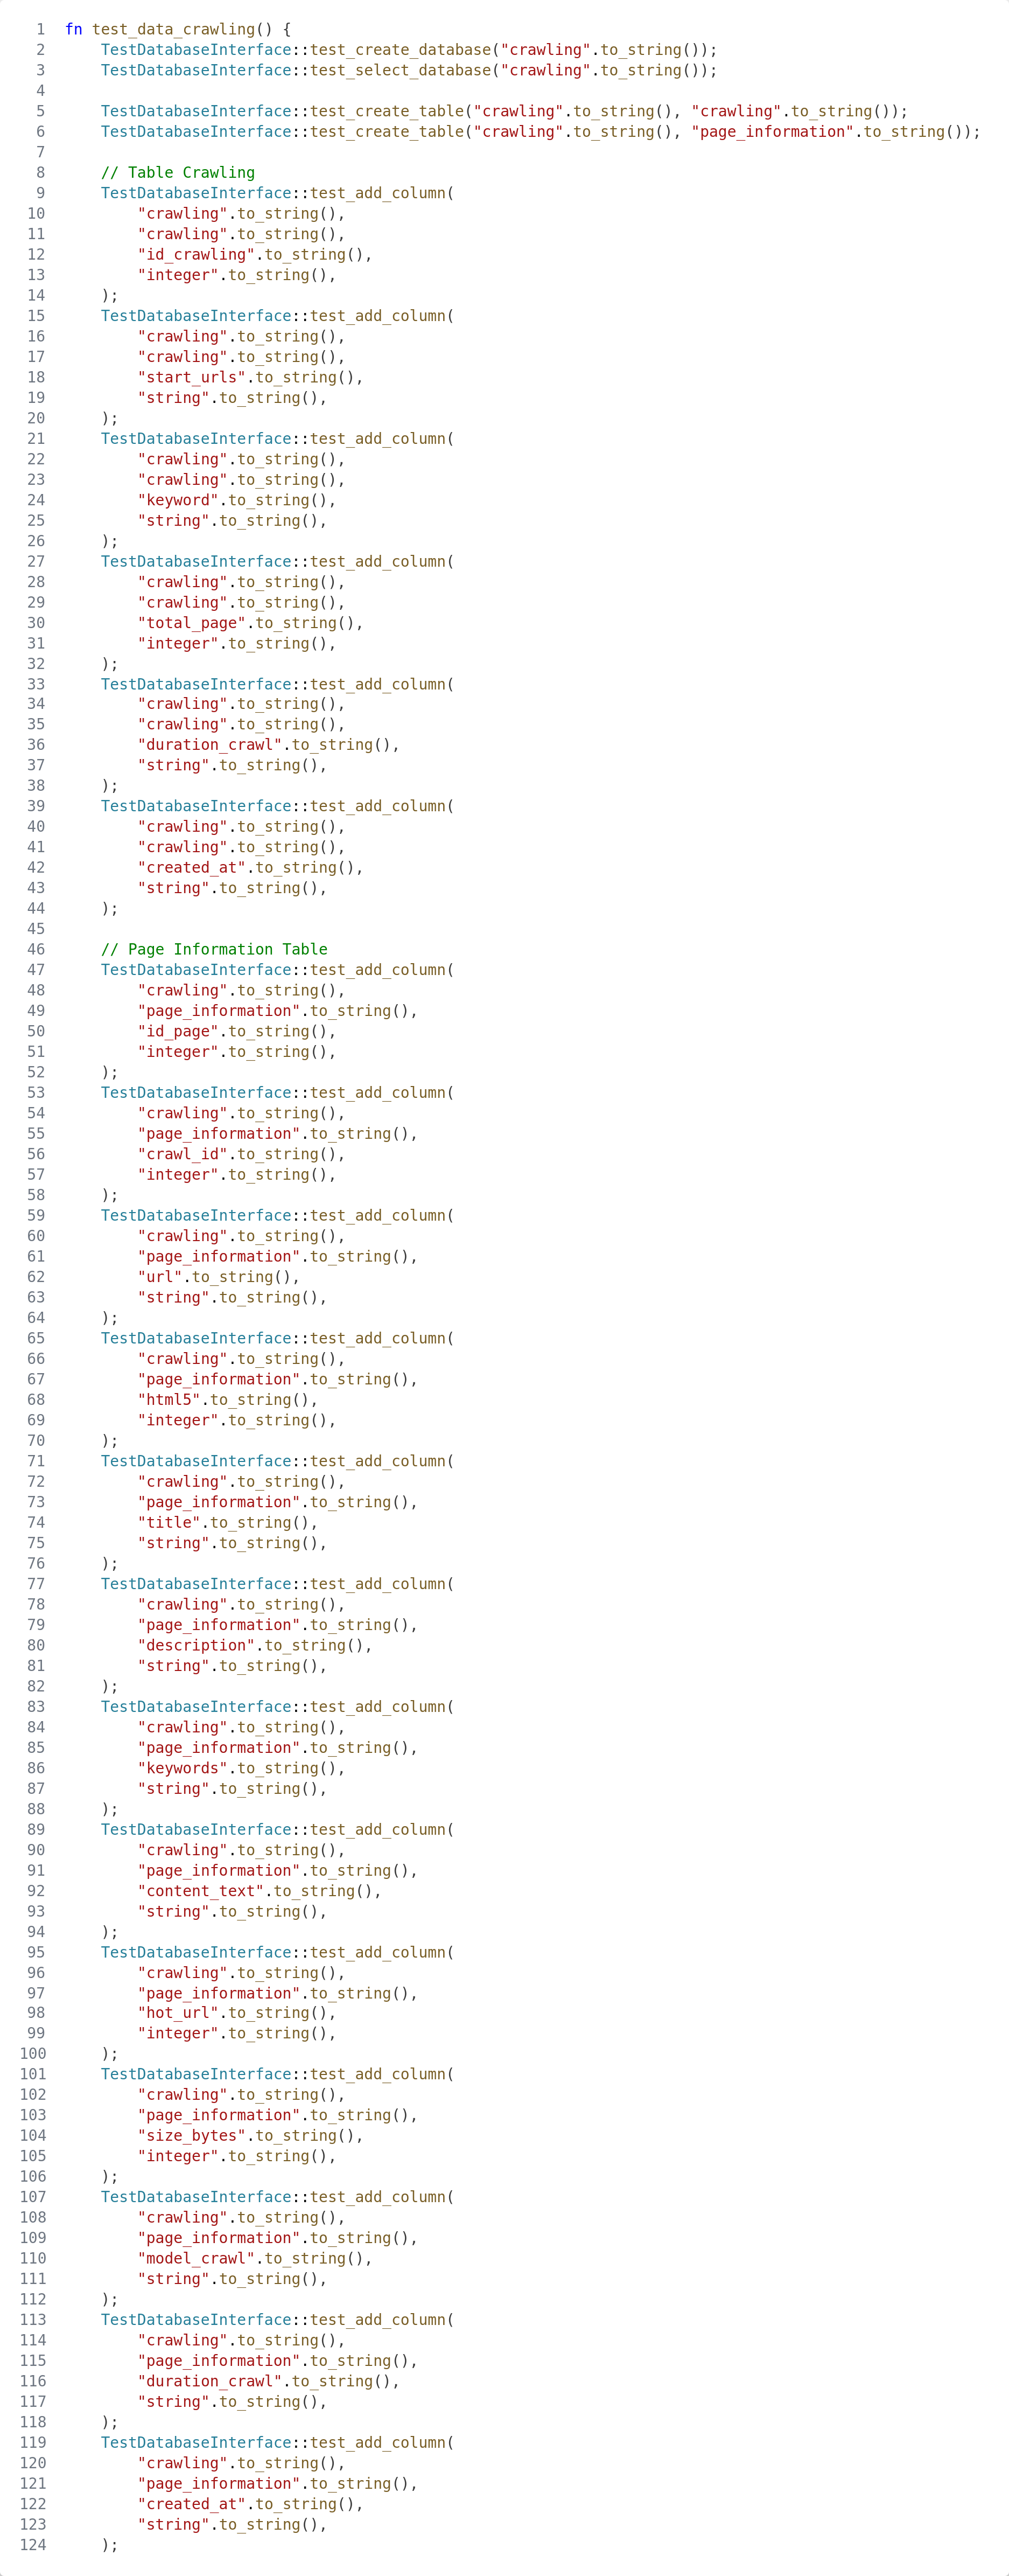 1 fn test_data_crawling() {
2     TestDatabaseInterface::test_create_database("crawling".to_string());
3     TestDatabaseInterface::test_select_database("crawling".to_string());
4
5     TestDatabaseInterface::test_create_table("crawling".to_string(), "crawling".to_string());
6     TestDatabaseInterface::test_create_table("crawling".to_string(), "page_information".to_string());
7
8     // Table Crawling
9     TestDatabaseInterface::test_add_column(
10         "crawling".to_string(),
11         "crawling".to_string(),
12         "id_crawling".to_string(),
13         "integer".to_string(),
14     );
15     TestDatabaseInterface::test_add_column(
16         "crawling".to_string(),
17         "crawling".to_string(),
18         "start_urls".to_string(),
19         "string".to_string(),
20     );
21     TestDatabaseInterface::test_add_column(
22         "crawling".to_string(),
23         "crawling".to_string(),
24         "keyword".to_string(),
25         "string".to_string(),
26     );
27     TestDatabaseInterface::test_add_column(
28         "crawling".to_string(),
29         "crawling".to_string(),
30         "total_page".to_string(),
31         "integer".to_string(),
32     );
33     TestDatabaseInterface::test_add_column(
34         "crawling".to_string(),
35         "crawling".to_string(),
36         "duration_crawl".to_string(),
37         "string".to_string(),
38     );
39     TestDatabaseInterface::test_add_column(
40         "crawling".to_string(),
41         "crawling".to_string(),
42         "created_at".to_string(),
43         "string".to_string(),
44     );
45
46     // Page Information Table
47     TestDatabaseInterface::test_add_column(
48         "crawling".to_string(),
49         "page_information".to_string(),
50         "id_page".to_string(),
51         "integer".to_string(),
52     );
53     TestDatabaseInterface::test_add_column(
54         "crawling".to_string(),
55         "page_information".to_string(),
56         "crawl_id".to_string(),
57         "integer".to_string(),
58     );
59     TestDatabaseInterface::test_add_column(
60         "crawling".to_string(),
61         "page_information".to_string(),
62         "url".to_string(),
63         "string".to_string(),
64     );
65     TestDatabaseInterface::test_add_column(
66         "crawling".to_string(),
67         "page_information".to_string(),
68         "html5".to_string(),
69         "integer".to_string(),
70     );
71     TestDatabaseInterface::test_add_column(
72         "crawling".to_string(),
73         "page_information".to_string(),
74         "title".to_string(),
75         "string".to_string(),
76     );
77     TestDatabaseInterface::test_add_column(
78         "crawling".to_string(),
79         "page_information".to_string(),
80         "description".to_string(),
81         "string".to_string(),
82     );
83     TestDatabaseInterface::test_add_column(
84         "crawling".to_string(),
85         "page_information".to_string(),
86         "keywords".to_string(),
87         "string".to_string(),
88     );
89     TestDatabaseInterface::test_add_column(
90         "crawling".to_string(),
91         "page_information".to_string(),
92         "content_text".to_string(),
93         "string".to_string(),
94     );
95     TestDatabaseInterface::test_add_column(
96         "crawling".to_string(),
97         "page_information".to_string(),
98         "hot_url".to_string(),
99         "integer".to_string(),
100     );
101     TestDatabaseInterface::test_add_column(
102         "crawling".to_string(),
103         "page_information".to_string(),
104         "size_bytes".to_string(),
105         "integer".to_string(),
106     );
107     TestDatabaseInterface::test_add_column(
108         "crawling".to_string(),
109         "page_information".to_string(),
110         "model_crawl".to_string(),
111         "string".to_string(),
112     );
113     TestDatabaseInterface::test_add_column(
114         "crawling".to_string(),
115         "page_information".to_string(),
116         "duration_crawl".to_string(),
117         "string".to_string(),
118     );
119     TestDatabaseInterface::test_add_column(
120         "crawling".to_string(),
121         "page_information".to_string(),
122         "created_at".to_string(),
123         "string".to_string(),
124     );